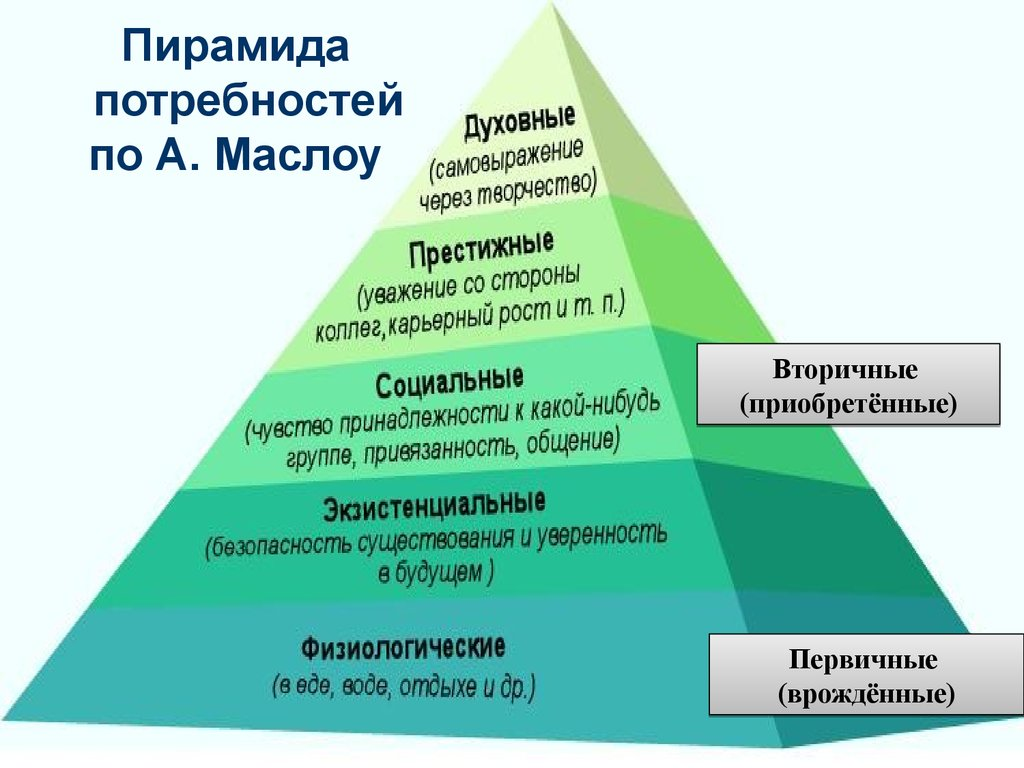 Пирамида
потребностей
по А. Маслоу
Духовные
(самовыражение
через творчество)
Престижные
(уважение со стороны
коллег,карьерный рост и т. п.)
Социальные
(чувство принадлежности к какой-нибудь
группе, привязанность, общение)
Вторичные
(приобретённые)
Экзистенциальные
(безопасность существования и уверенность
в будущем )
Физиологические
(в еде, воде, отдыхе и др.)
Первичные
(врождённые)